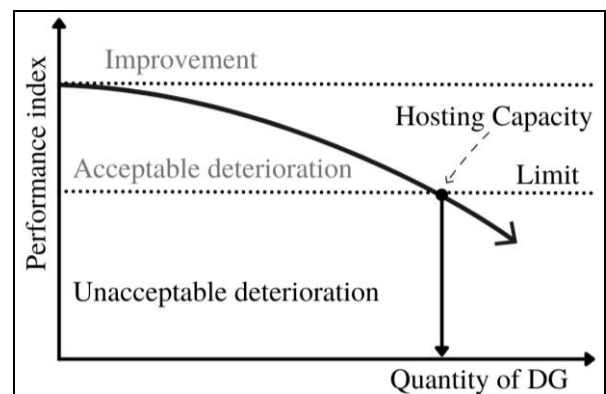 Improvement
Hosting Capacity
Acceptable deterioration
Limit
Unacceptable deterioration
Performance index
Quantity of DG